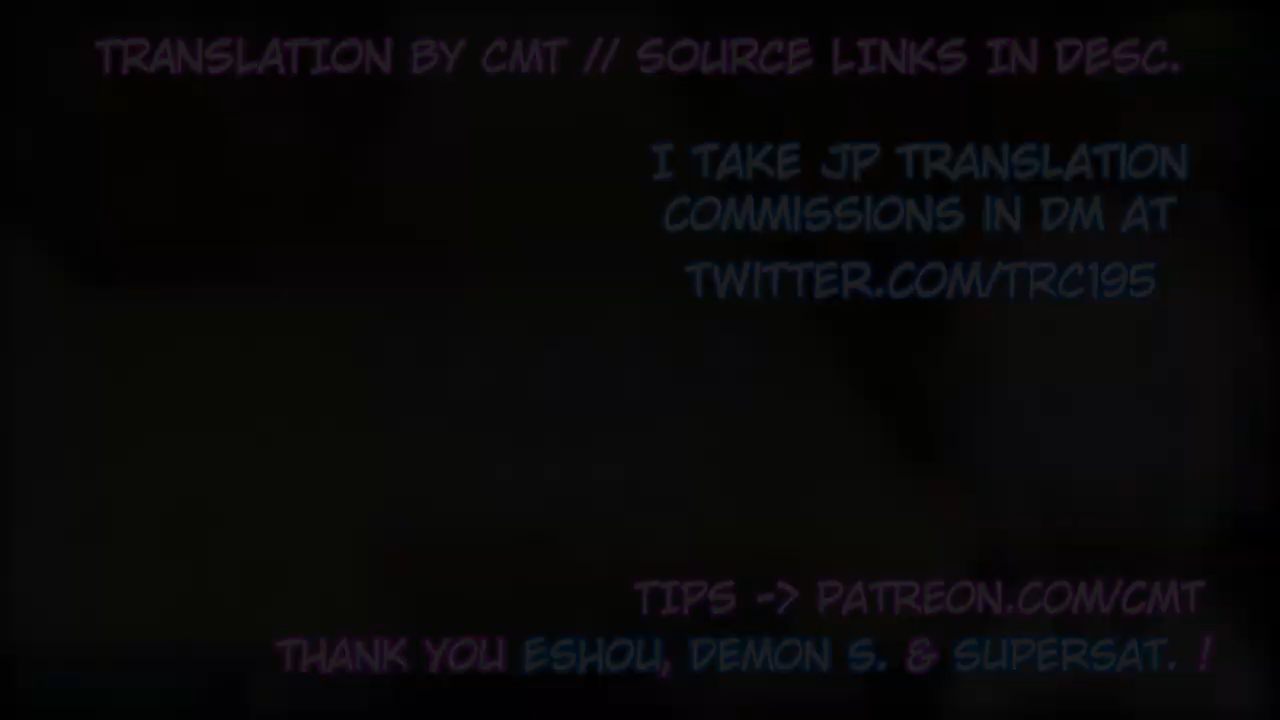 TRANSLATION BY CMT // SOURCE LINKS IN DESC.
I TAKE JP TRANSLATION
COMMISSIONS IN DM AT
TWITTER.COM/TRC195
TIPS -> PATREON.COM/CMT
THANK YOU ESHOU, DEMON S. & SUPERSAT. !